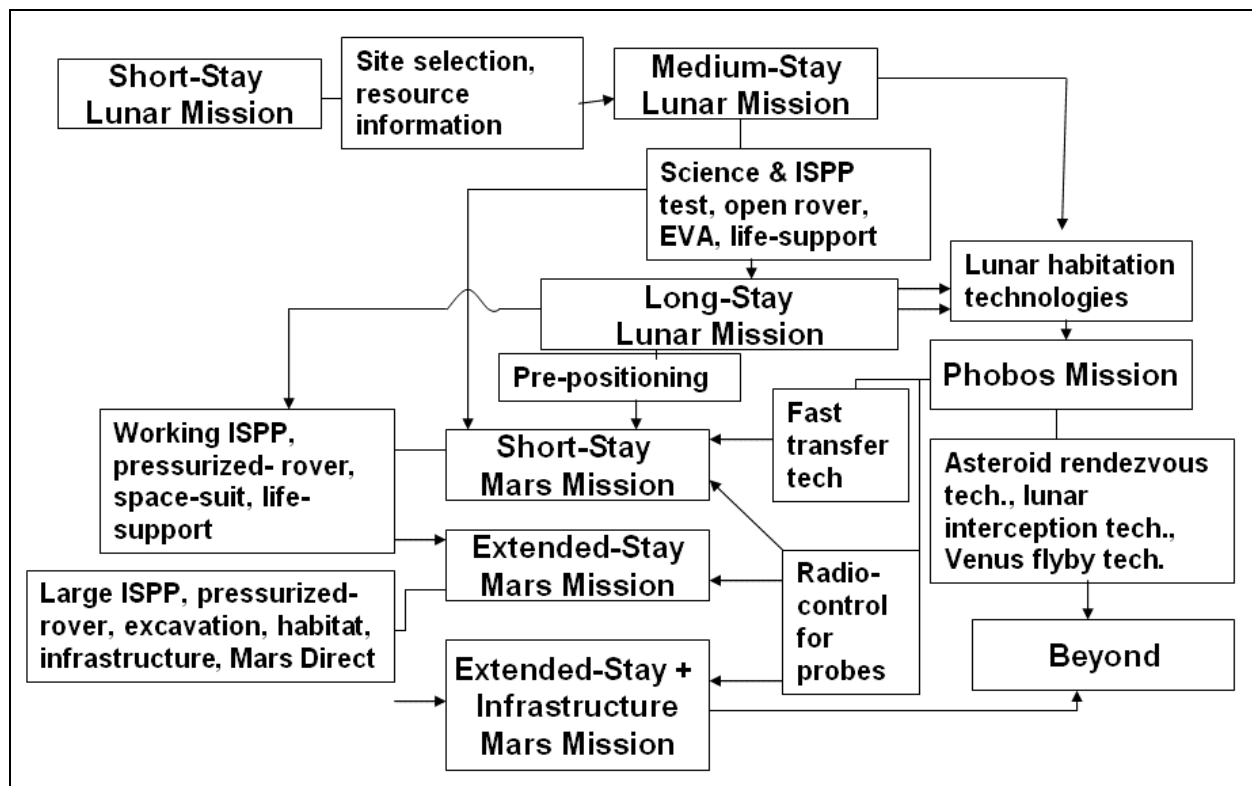 Short-Stay
Lunar Mission
Site selection,
resource
information
Medium-Stay
Lunar Mission
Science & ISPP
test, open rover,
EVA, life-support
Lunar habitation
technologies
Long-Stay
Lunar Mission
Pre-positioning
Phobos Mission
Fast
transfer
tech
Working ISPP,
pressurized- rover,
space-suit, life-
support
Short-Stay
Mars Mission
Asteroid rendezvous
tech., lunar
interception tech.,
Venus flyby tech.
Extended-Stay
Mars Mission
Radio-
control
for
probes
Large ISPP, pressurized-
rover, excavation, habitat,
infrastructure, Mars Direct
Extended-Stay +
Infrastructure
Mars Mission
Beyond